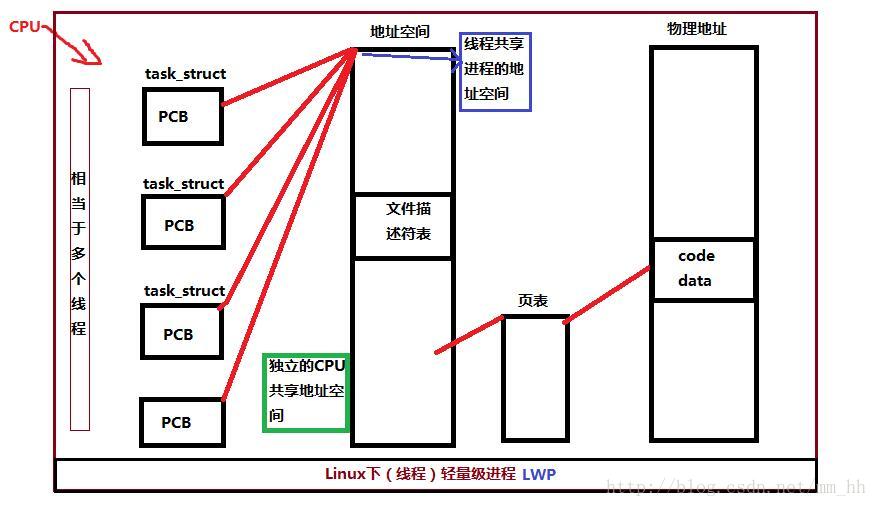 CPU
地址空间
物理地址
线程共享
进程的地
址空间
task_struct
PCB
task_struct
PCB
相当于多个线程
文件描
述符表
code
data
task_struct
PCB
页表
独立的CPU
共享地址空
间
PCB
Linux下（线程）轻量级进程 LWP
http://blog.csdn.net/mm_hh